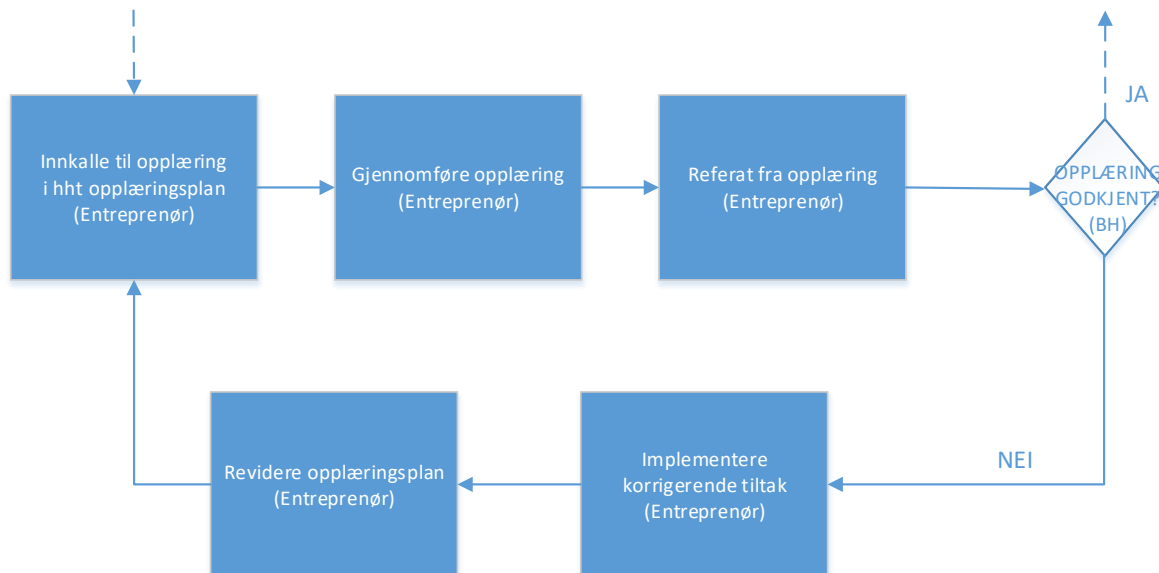 Innkalle til opplæring
i hht opplæringsplan
(Entreprenør)
Gjennomføre opplæring
(Entreprenør)
Referat fra opplæring
(Entreprenør)
JA
OPPLÆRING
GODKJENT?
(BH)
NEI
Implementere
korrigerende tiltak
(Entreprenør)
Revidere opplæringsplan
(Entreprenør)